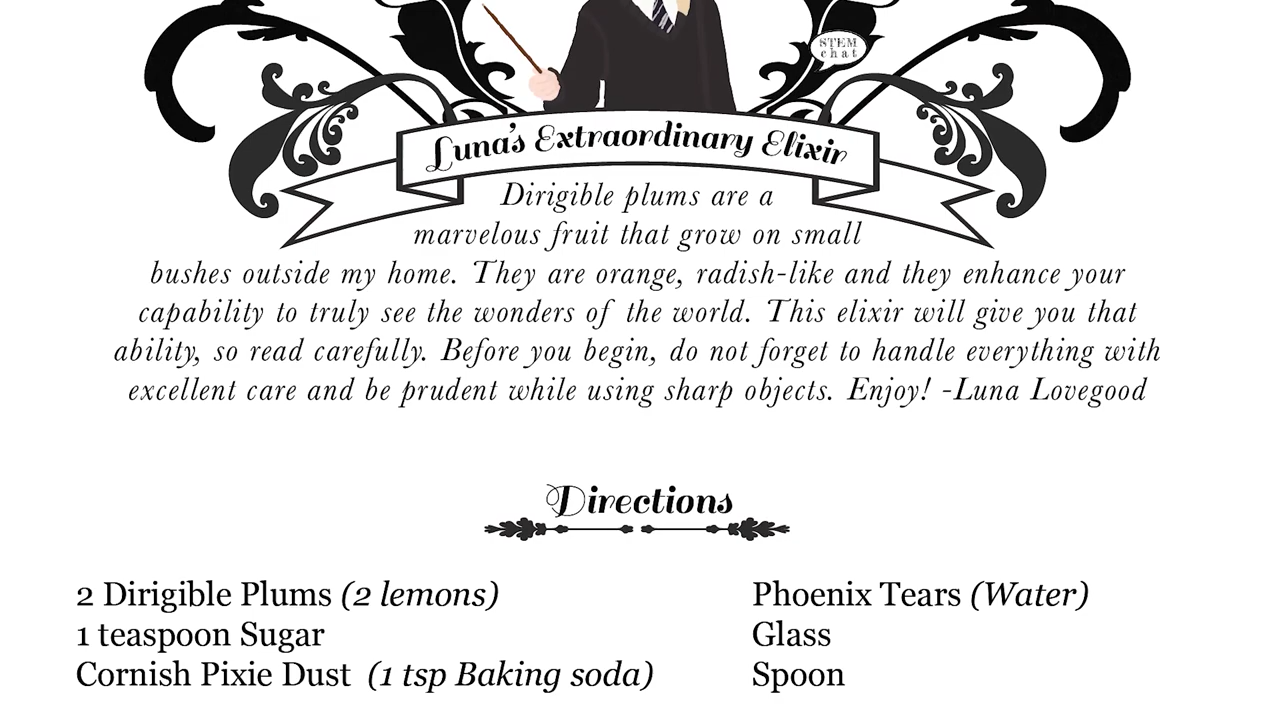 STEM
chat
Luna's Extraordinary Elixir
Dirigible plums are a
marvelous fruit that grow on small
bushes outside my home. They are orange, radish-like and they enhance your
capability to truly see the wonders of the world. This elixir will give you that
ability, so read carefully. Before you begin, do not forget to handle everything with
excellent care and be prudent while using sharp objects. Enjoy! -Luna Lovegood
Directions
2 Dirigible Plums (2 lemons)
1 teaspoon Sugar
Cornish Pixie Dust (1 tsp Baking soda)
Phoenix Tears (Water)
Glass
Spoon